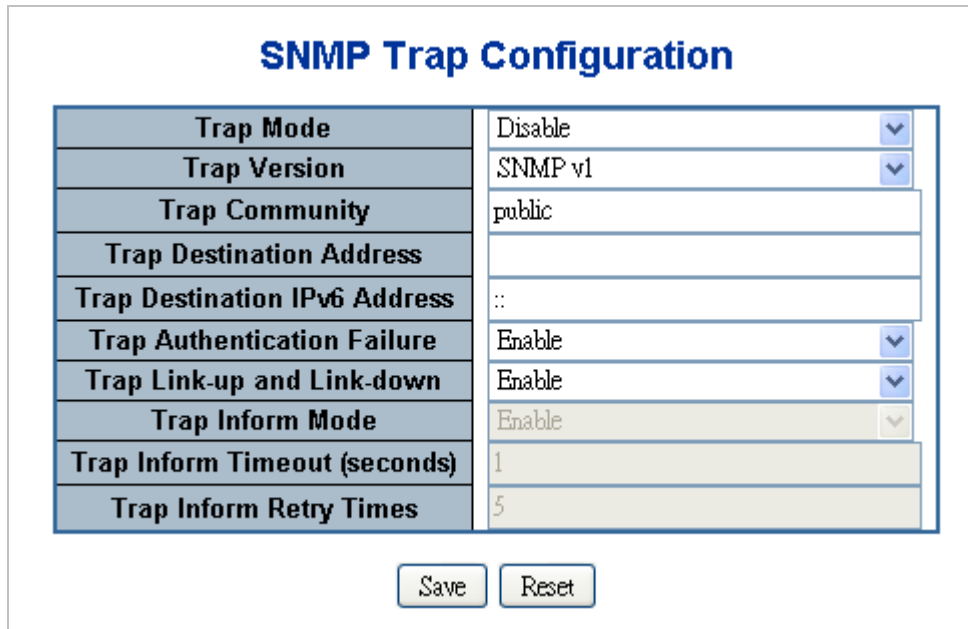 SNMP Trap Configuration
Trap Mode Disable
Trap Version SNMP v1
Trap Community public
Trap Destination Address
Trap Destination IPv6 Address ::
Trap Authentication Failure Enable
Trap Link-up and Link-down Enable
Trap Inform Mode Enable
Trap Inform Timeout (seconds) 1
Trap Inform Retry Times 5
Save Reset